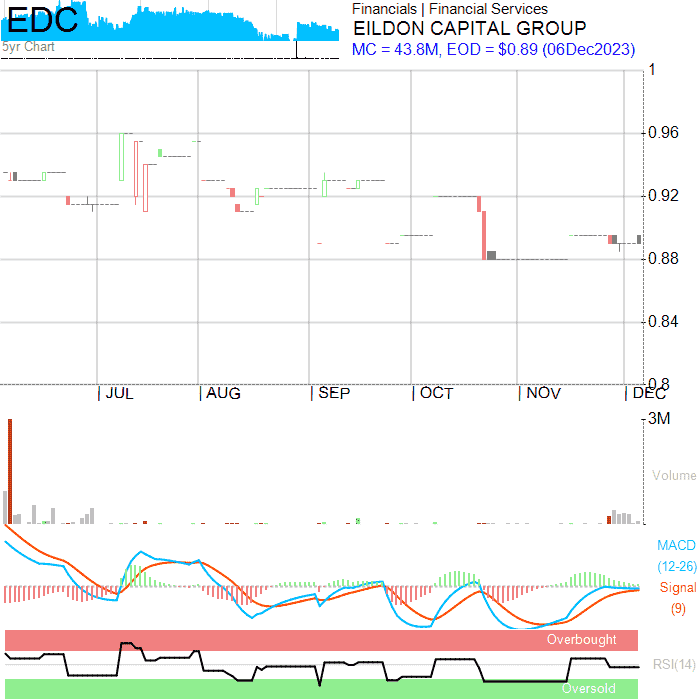 EDC
5yr Chart
Financials | Financial Services
EILDON CAPITAL GROUP
MC = 43.8M, EOD = $0.89 (06Dec2023)
1
0.96
0.92
0.88
0.84
0.8
JUL AUG SEP OCT NOV DEC
3M
Volume
MACD
(12-26)
Signal
(9)
Overbought
RSI(14)
Oversold